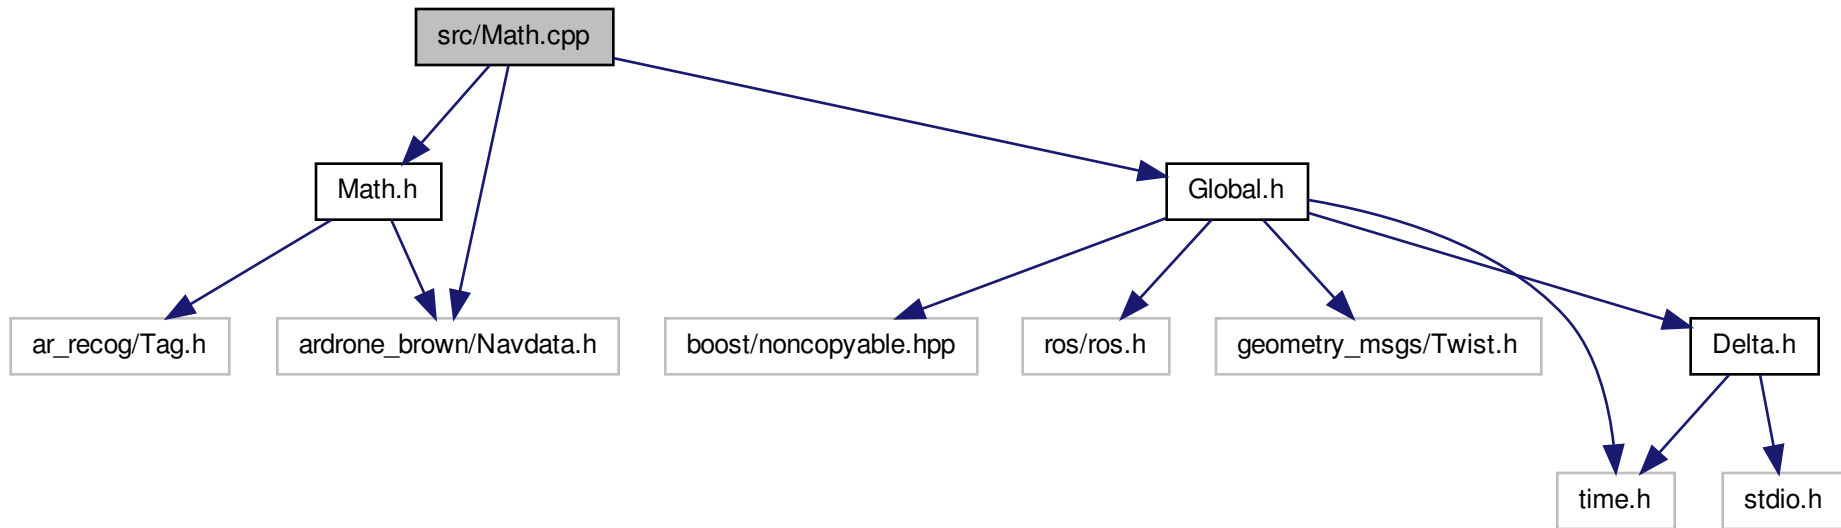 src/Math.cpp
Math.h
Global.h
ar_recog/Tag.h
ardrone_brown/Navdata.h
boost/noncopyable.hpp
ros/ros.h
geometry_msgs/Twist.h
Delta.h
time.h
stdio.h